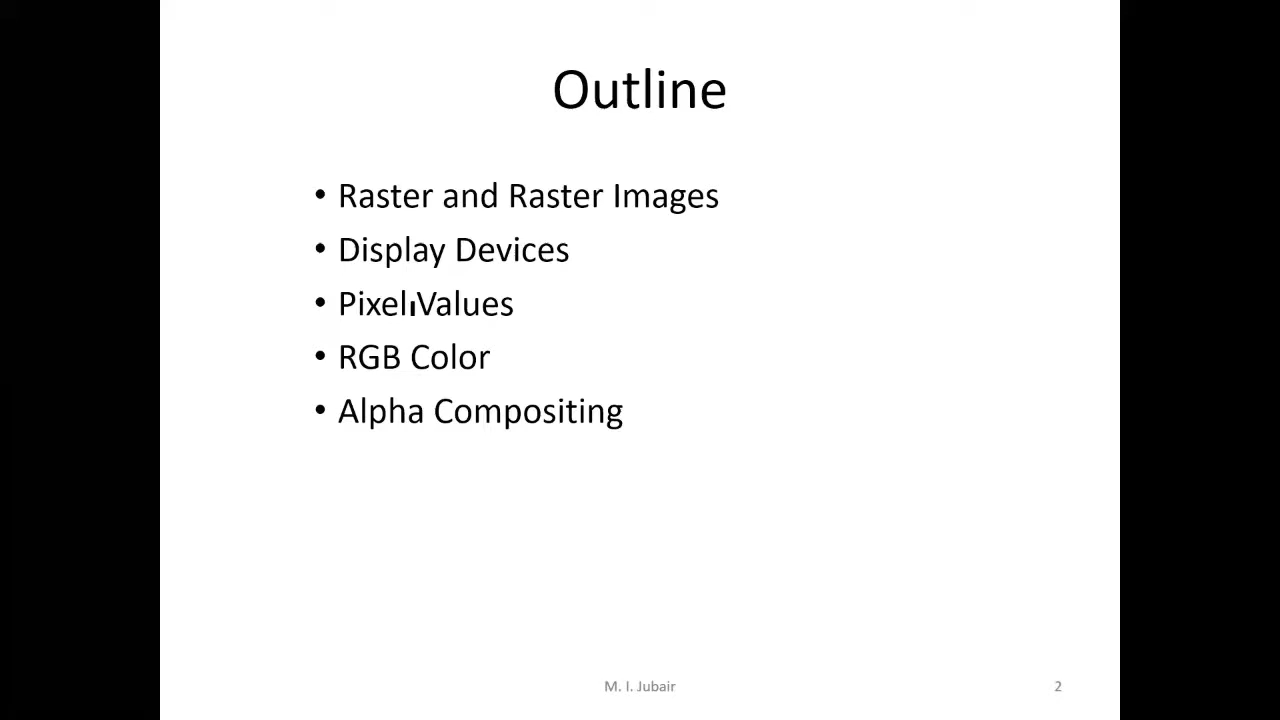 Outline
• Raster and Raster Images
• Display Devices
• Pixel Values
• RGB Color
• Alpha Compositing
M. I. Jubair
2